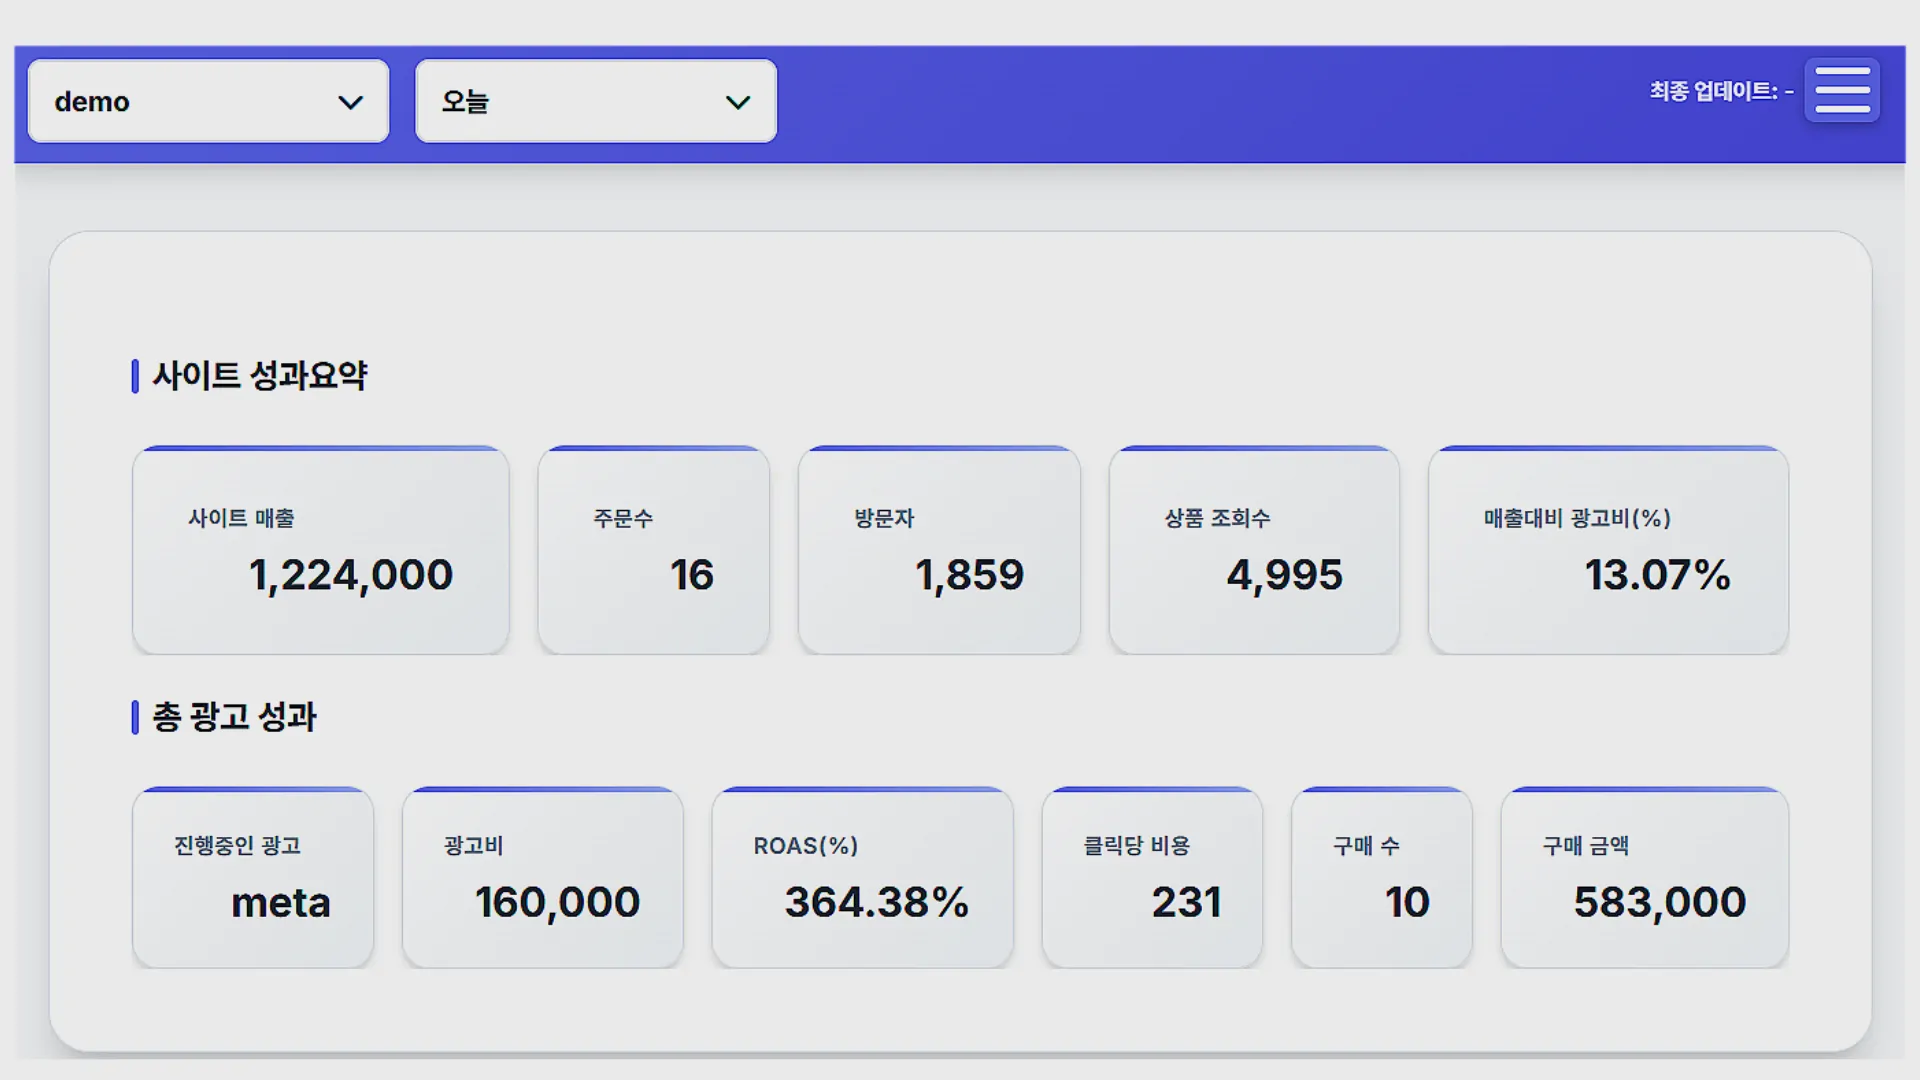 demo
오늘
최종 업데이트: -
사이트 성과요약
사이트 매출
1,224,000
주문수
16
방문자
1,859
상품 조회수
4,995
매출대비 광고비(%)
13.07%
총 광고 성과
진행중인 광고
meta
광고비
160,000
ROAS(%)
364.38%
클릭당 비용
231
구매 수
10
구매 금액
583,000